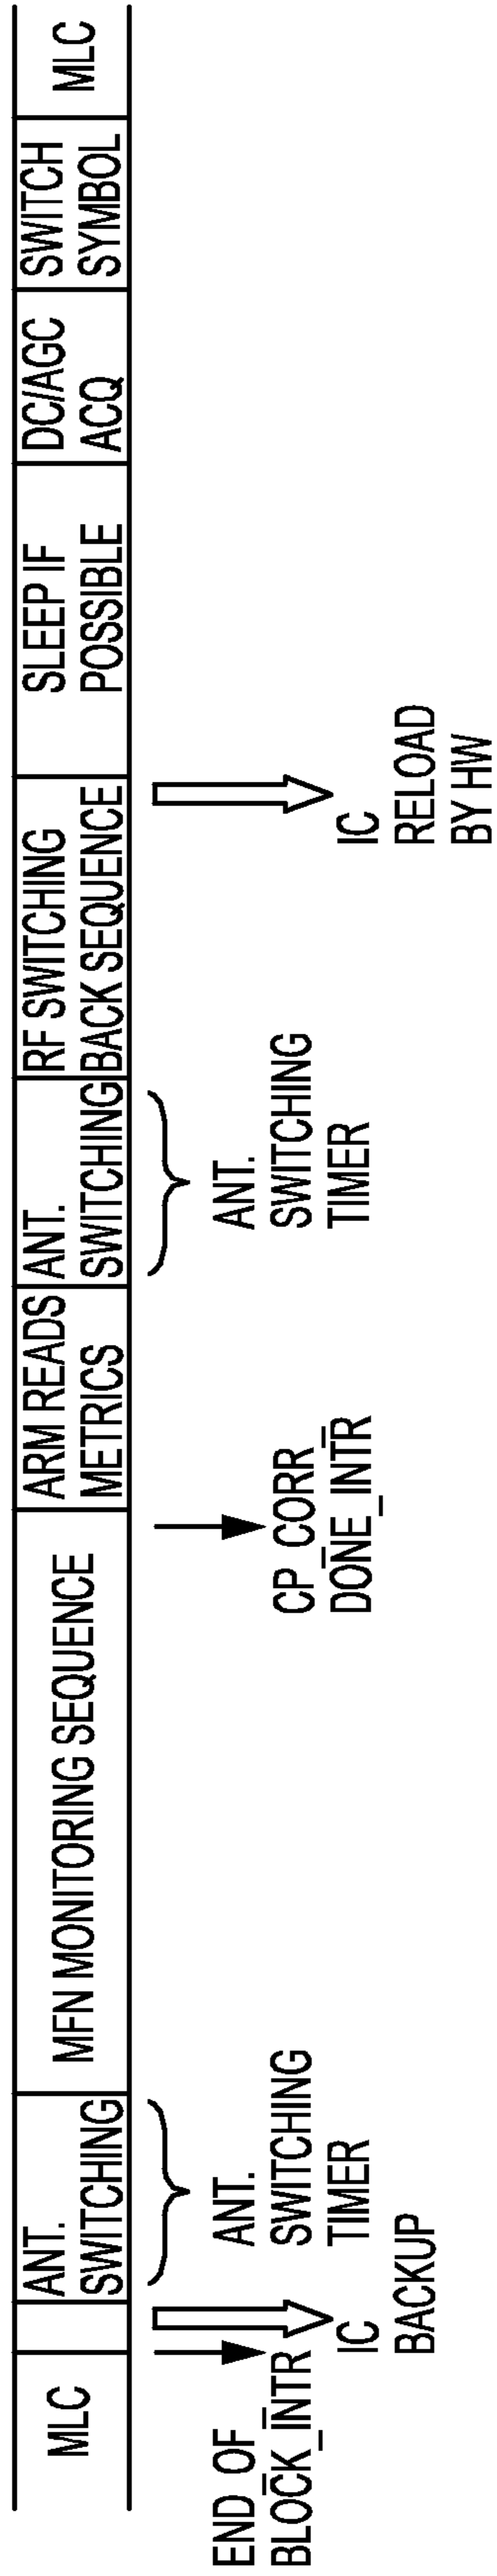 MLC
ANT.
SWITCHING
MFN MONITORING SEQUENCE
ARM READS
METRICS
ANT.
SWITCHING
RF SWITCHING
BACK SEQUENCE
SLEEP IF
POSSIBLE
DC/AGC
ACQ
SWITCH
SYMBOL
MLC
END_OF_
BLOCK_INTR
IC
BACKUP
ANT.
SWITCHING
TIMER
CP_CORR_
DONE_INTR
ANT.
SWITCHING
TIMER
IC
RELOAD
BY HW